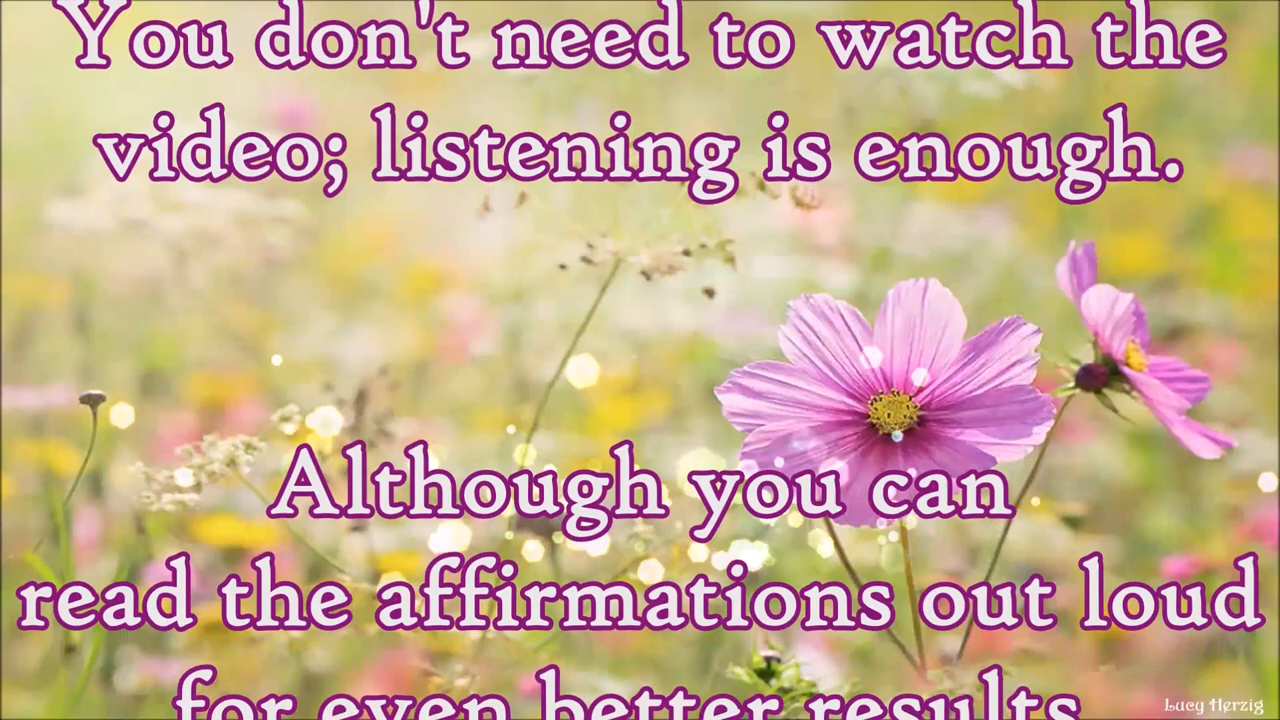 You don't need to watch the
video; listening is enough.
Although you can
read the affirmations out loud
for even better results
Lucy Herzig